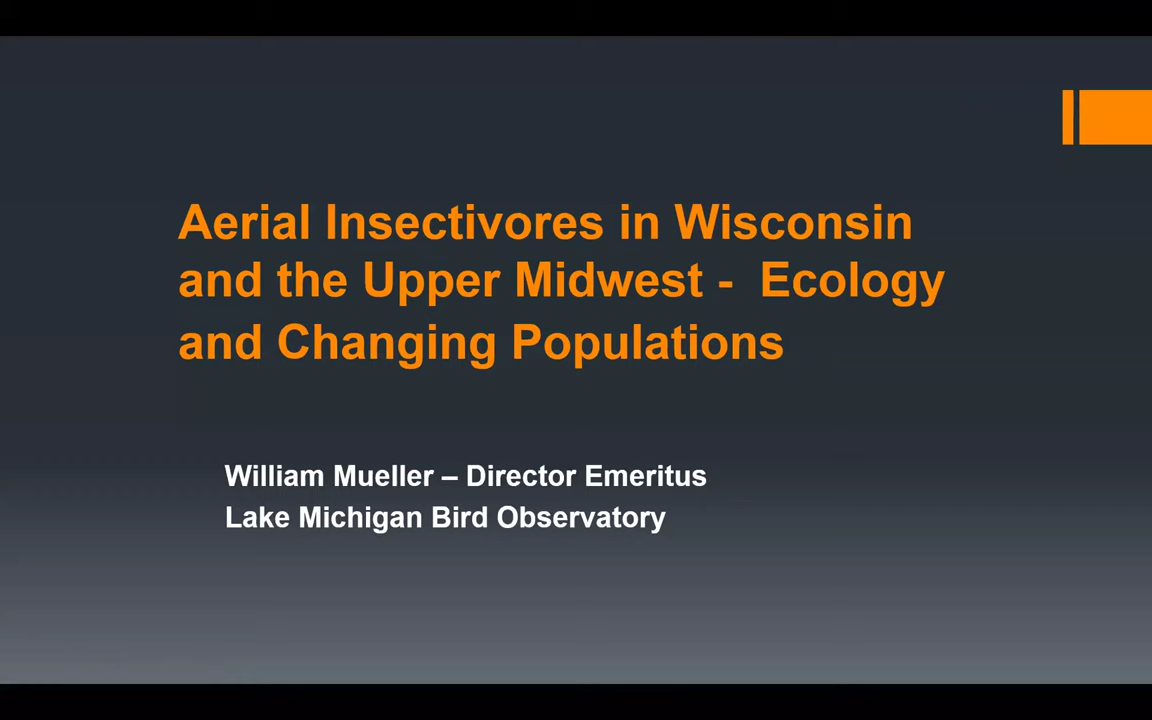 Aerial Insectivores in Wisconsin
and the Upper Midwest -  Ecology
and Changing Populations
William Mueller – Director Emeritus
Lake Michigan Bird Observatory